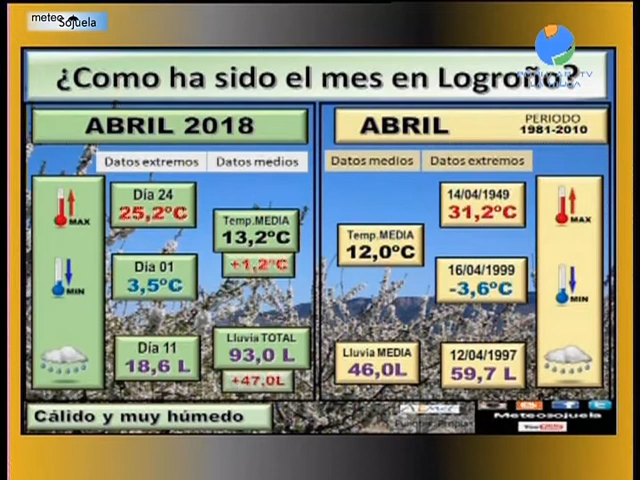 meteo
Sojuela
¿Como ha sido el mes en Logroño?
ABRIL 2018
Datos extremos
Datos medios
MAX
Día 24
25,2ºC
Temp.MEDIA
13,2ºC
+1,2ºC
MIN
Día 01
3,5ºC
Día 11
18,6 L
Lluvia TOTAL
93,0 L
+47,0L
Cálido y muy húmedo
ABRIL
PERIODO
1981-2010
Datos medios
Datos extremos
14/04/1949
31,2ºC
MAX
Temp.MEDIA
12,0ºC
16/04/1999
-3,6ºC
MIN
Lluvia MEDIA
46,0L
12/04/1997
59,7 L
Meteosojuela